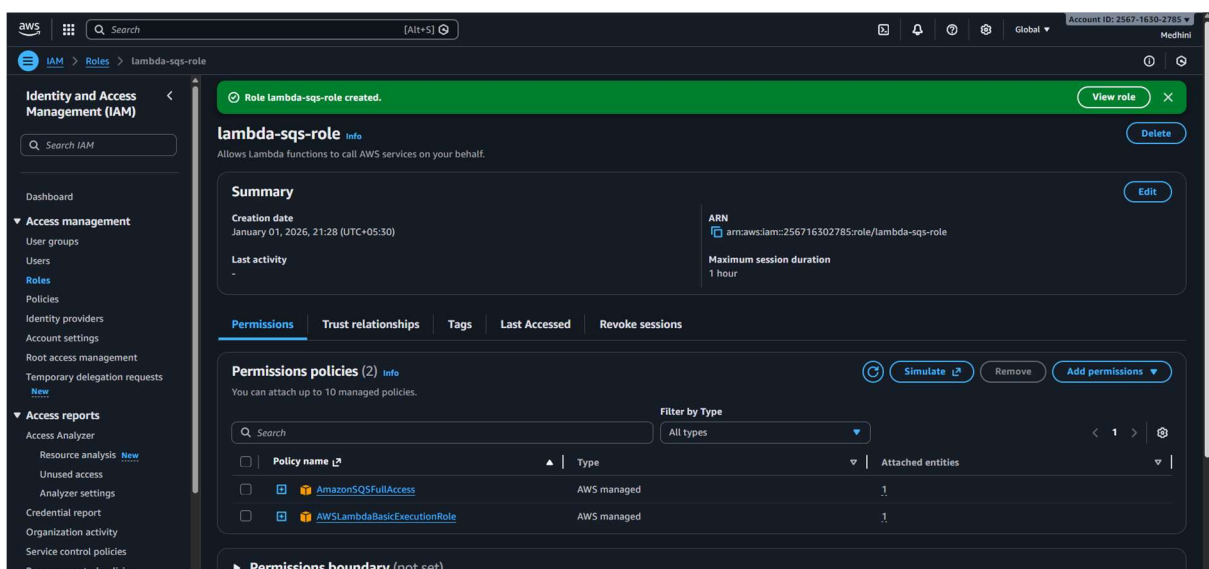 aws
Search [Alt+S]
Global ▼
Account ID: 2567-1630-2785 ▼
Medhini
IAM > Roles > lambda-sqs-role
Identity and Access Management (IAM)
Search IAM
Dashboard
Access management
User groups
Users
Roles
Policies
Identity providers
Account settings
Root access management
Temporary delegation requests
New
Access reports
Access Analyzer
Resource analysis New
Unused access
Analyzer settings
Credential report
Organization activity
Service control policies
Role lambda-sqs-role created.
View role
lambda-sqs-role Info
Delete
Allows Lambda functions to call AWS services on your behalf.
Summary
Edit
Creation date
January 01, 2026, 21:28 (UTC+05:30)
ARN
arn:aws:iam::256716302785:role/lambda-sqs-role
Last activity
-
Maximum session duration
1 hour
Permissions Trust relationships Tags Last Accessed Revoke sessions
Permissions policies (2) Info
Simulate
Remove
Add permissions ▼
You can attach up to 10 managed policies.
Filter by Type
Search
All types
< 1 >
Policy name Type Attached entities
AmazonSQSFullAccess AWS managed 1
AWSLambdaBasicExecutionRole AWS managed 1
Permissions boundary (not set)